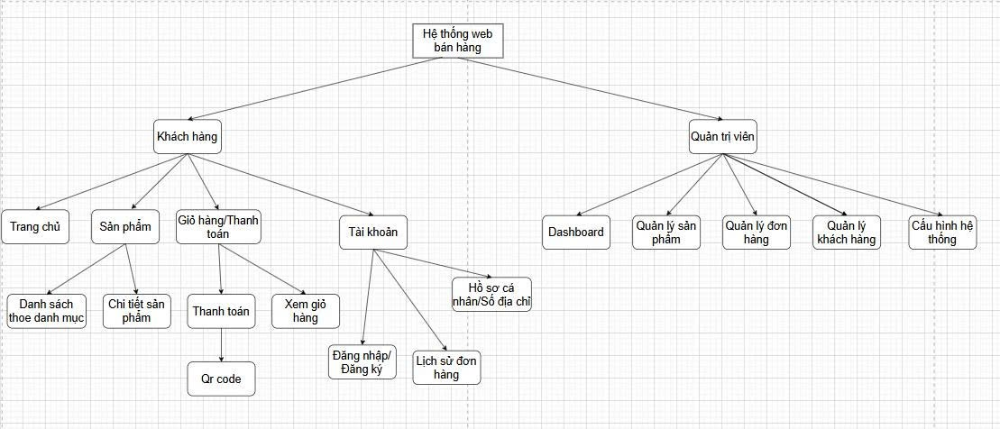 Hệ thống web
bán hàng
Khách hàng
Quản trị viên
Trang chủ
Sản phẩm
Giỏ hàng/Thanh
toán
Tài khoản
Dashboard
Quản lý sản
phẩm
Quản lý đơn
hàng
Quản lý
khách hàng
Cấu hình hệ
thống
Danh sách
thoe danh mục
Chi tiết sản
phẩm
Thanh toán
Xem giỏ
hàng
Hồ sơ cá
nhân/Số địa chỉ
Đăng nhập/
Đăng ký
Lịch sử đơn
hàng
Qr code